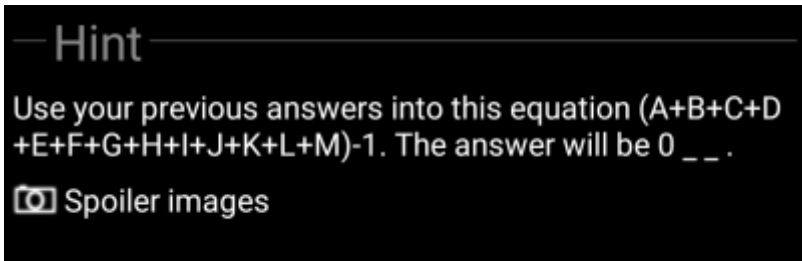 Hint
Use your previous answers into this equation (A+B+C+D
+E+F+G+H+I+J+K+L+M)-1. The answer will be 0 _ _ .
Spoiler images